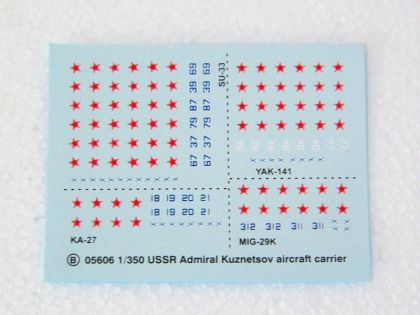 69 69
39 39
SU-33
87 87
79 79
37 37
67 67
YAK-141
18 19 20 21
18 19 20 21
KA-27
312 312 311 311
MIG-29K
B 05606 1/350 USSR Admiral Kuznetsov aircraft carrier